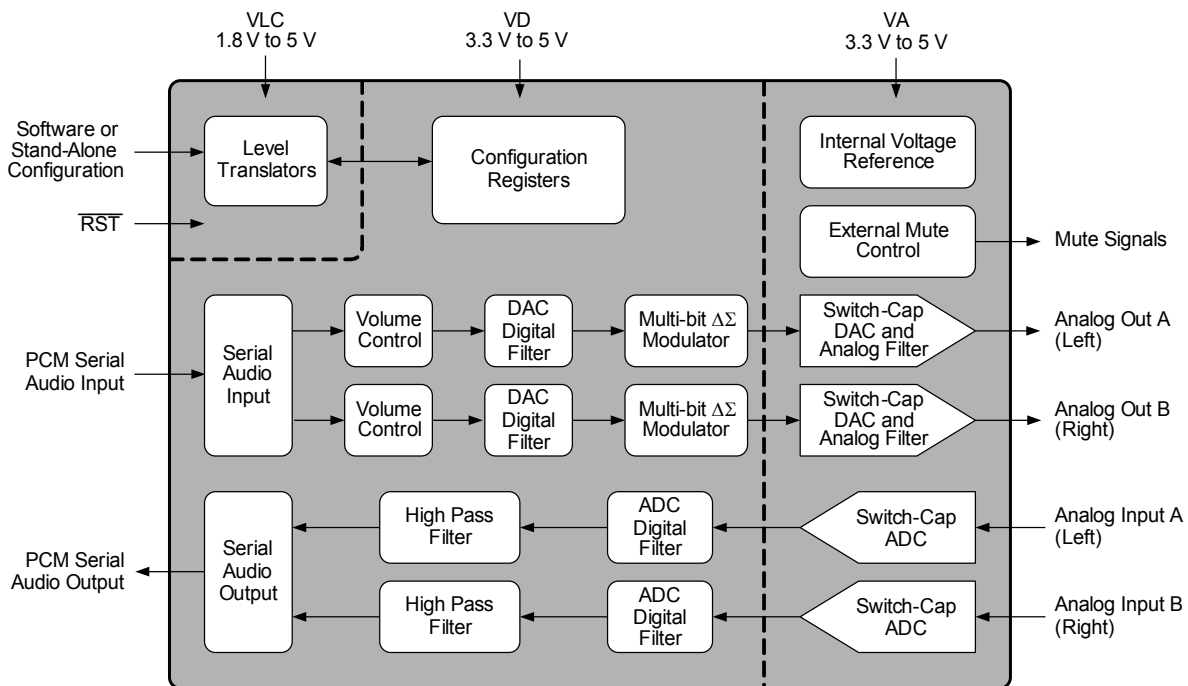 VLC
1.8 V to 5 V
VD
3.3 V to 5 V
VA
3.3 V to 5 V
Software or
Stand-Alone
Configuration
RST
Level
Translators
Configuration
Registers
Internal Voltage
Reference
External Mute
Control
Mute Signals
PCM Serial
Audio Input
Serial
Audio
Input
Volume
Control
DAC
Digital
Filter
Multi-bit ΔΣ
Modulator
Switch-Cap
DAC and
Analog Filter
Analog Out A
(Left)
Volume
Control
DAC
Digital
Filter
Multi-bit ΔΣ
Modulator
Switch-Cap
DAC and
Analog Filter
Analog Out B
(Right)
PCM Serial
Audio Output
Serial
Audio
Output
High Pass
Filter
ADC
Digital
Filter
Switch-Cap
ADC
Analog Input A
(Left)
High Pass
Filter
ADC
Digital
Filter
Switch-Cap
ADC
Analog Input B
(Right)